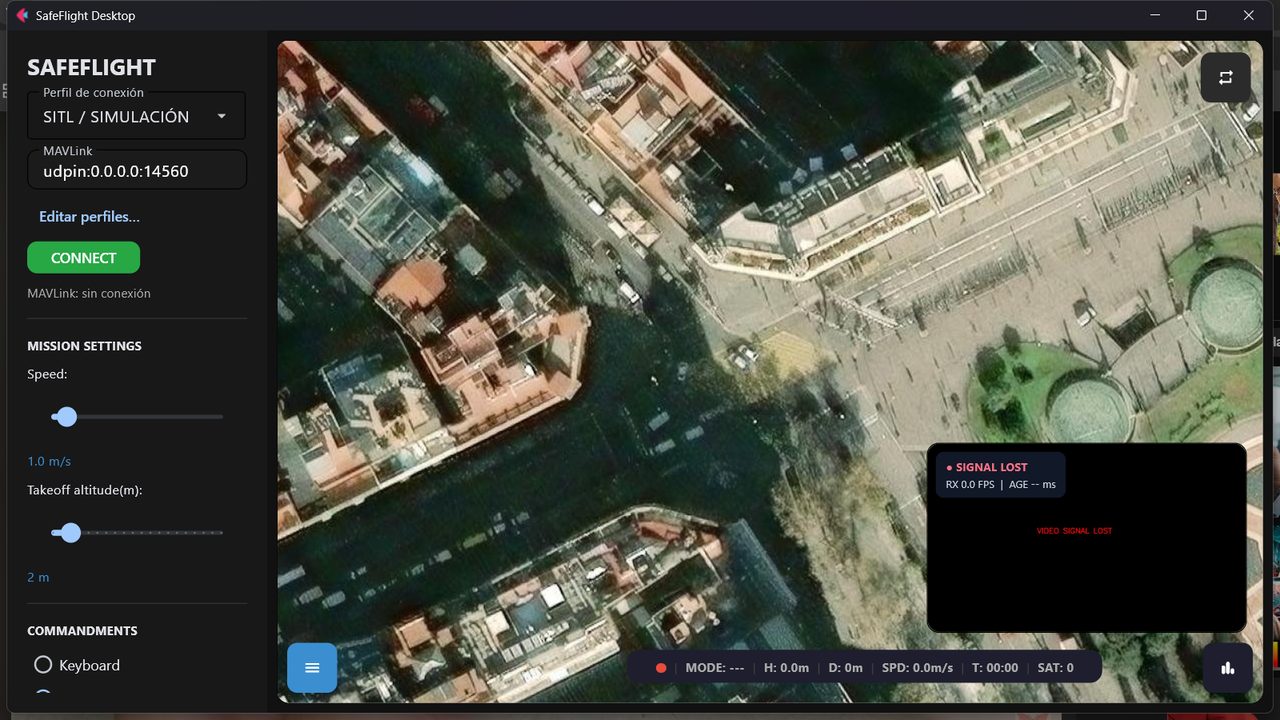 SafeFlight Desktop
SAFEFLIGHT
Perfil de conexión
SITL / SIMULACIÓN
MAVLink
udpin:0.0.0.0:14560
Editar perfiles...
CONNECT
MAVLink: sin conexión
MISSION SETTINGS
Speed:
1.0 m/s
Takeoff altitude(m):
2 m
COMMANDMENTS
Keyboard
● SIGNAL LOST
RX 0.0 FPS | AGE -- ms
VIDEO SIGNAL LOST
MODE: --- | H: 0.0m | D: 0m | SPD: 0.0m/s | T: 00:00 | SAT: 0